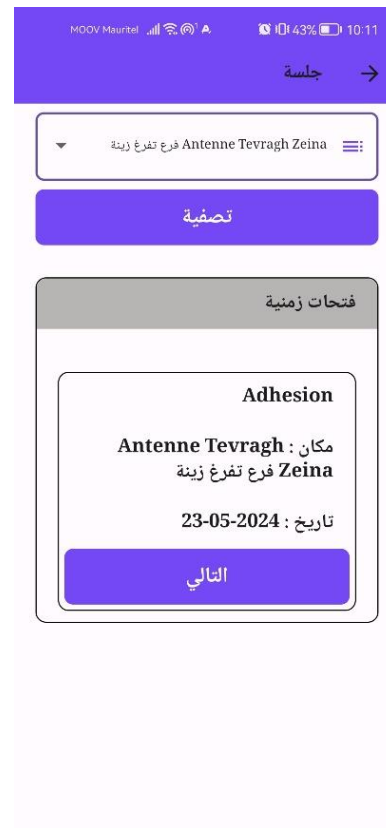 MOOV Mauritel 43% 10:11
جلسة
Antenne Tevragh Zeina فرع تفرغ زينة
تصفية
فتحات زمنية
Adhesion
مكان : Antenne Tevragh
Zeina فرع تفرغ زينة
تاريخ : 2024-05-23
التالي